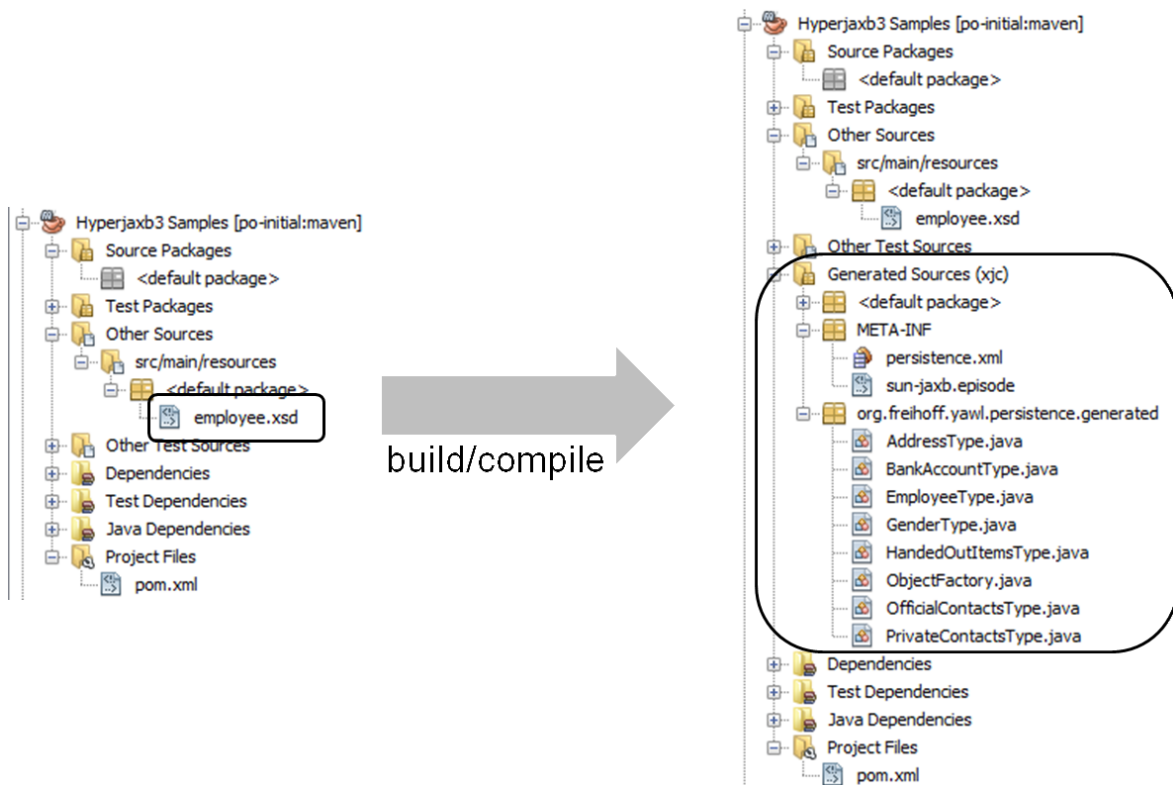 Hyperjaxb3 Samples [po-initial:maven]
Source Packages
<default package>
Test Packages
Other Sources
src/main/resources
<default package>
employee.xsd
Other Test Sources
Dependencies
Test Dependencies
Java Dependencies
Project Files
pom.xml
build/compile
Hyperjaxb3 Samples [po-initial:maven]
Source Packages
<default package>
Test Packages
Other Sources
src/main/resources
<default package>
employee.xsd
Other Test Sources
Generated Sources (xjc)
<default package>
META-INF
persistence.xml
sun-jaxb.episode
org.freihoff.yawl.persistence.generated
AddressType.java
BankAccountType.java
EmployeeType.java
GenderType.java
HandedOutItemsType.java
ObjectFactory.java
OfficialContactsType.java
PrivateContactsType.java
Dependencies
Test Dependencies
Java Dependencies
Project Files
pom.xml